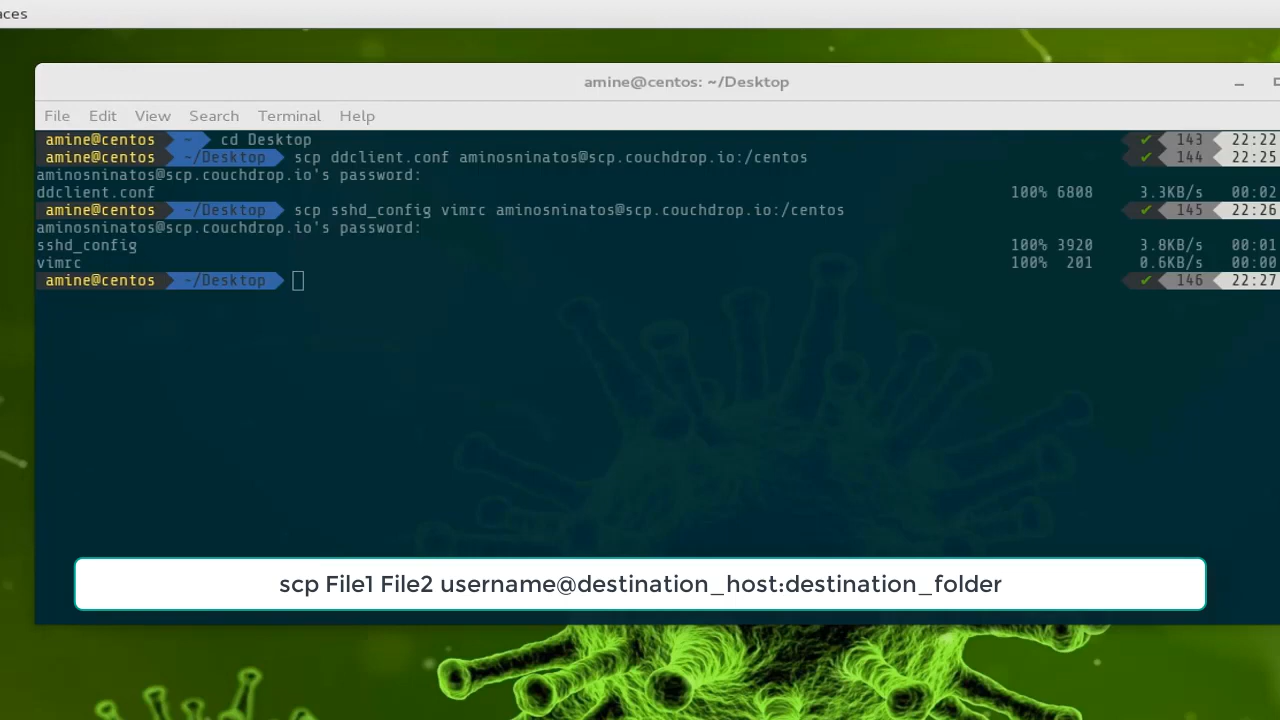 aces
amine@centos: ~/Desktop
File Edit View Search Terminal Help
amine@centos ~ cd Desktop ✔ 143 22:22
amine@centos ~/Desktop scp ddclient.conf aminosninatos@scp.couchdrop.io:/centos ✔ 144 22:25
aminosninatos@scp.couchdrop.io's password:
ddclient.conf 100% 6808 3.3KB/s 00:02
amine@centos ~/Desktop scp sshd_config vimrc aminosninatos@scp.couchdrop.io:/centos ✔ 145 22:26
aminosninatos@scp.couchdrop.io's password:
sshd_config 100% 3920 3.8KB/s 00:01
vimrc 100% 201 0.6KB/s 00:00
amine@centos ~/Desktop ✔ 146 22:27
scp File1 File2 username@destination_host:destination_folder